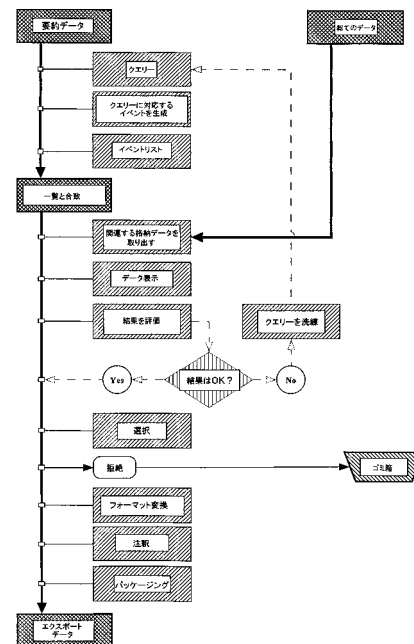 要約データ
総てのデータ
クエリー
クエリーに対応する
イベントを生成
イベントリスト
一覧と合致
関連する格納データを
取り出す
データ表示
結果を評価
クエリーを洗練
結果はOK?
Yes
No
選択
拒絶
ゴミ箱
フォーマット変換
注釈
パッケージング
エクスポート
データ